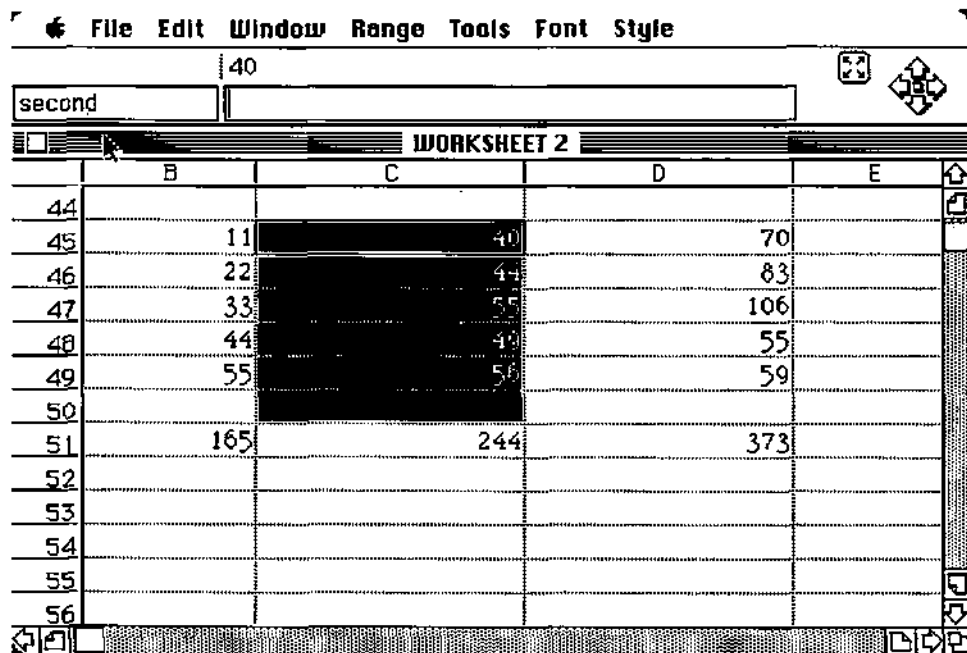 File Edit Window Range Tools Font Style
40
second
WORKSHEET 2
B C D E
44
45 11 40 70
46 22 44 83
47 33 55 106
48 44 49 55
49 55 56 59
50
51 165 244 373
52
53
54
55
56